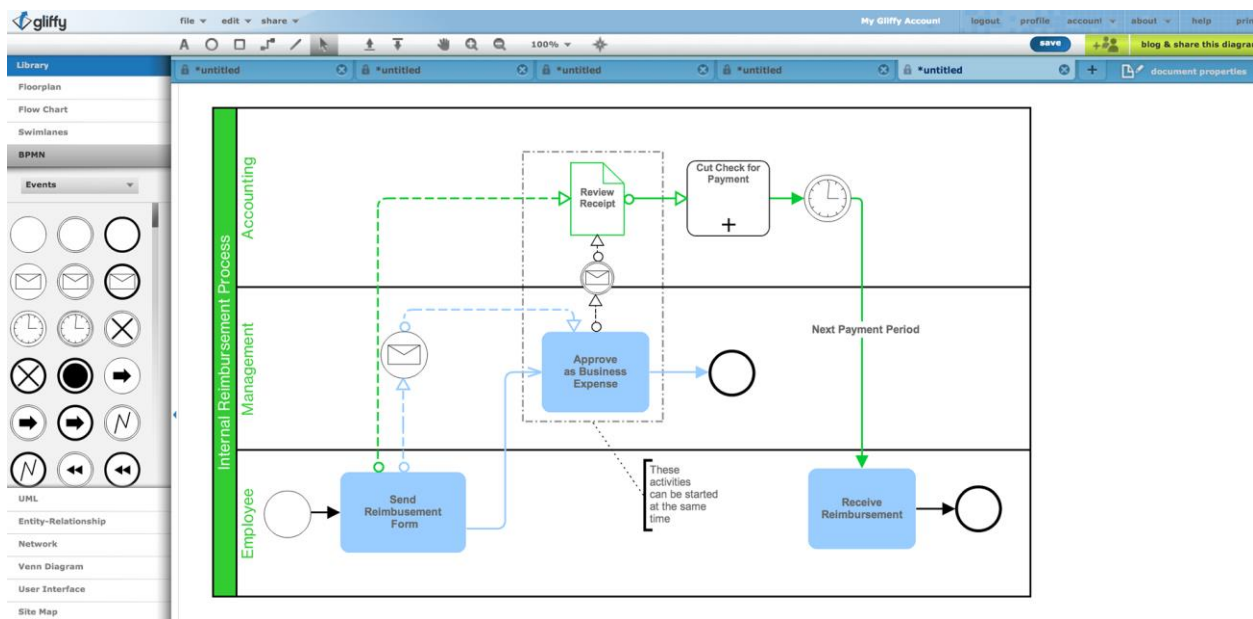 gliffy
file edit share
My Gliffy Account logout profile account about help prin
A 100% save blog & share this diagra
Library
*untitled *untitled *untitled *untitled *untitled + document properties
Floorplan
Flow Chart
Swimlanes
BPMN
Events
UML
Entity-Relationship
Network
Venn Diagram
User Interface
Site Map
Internal Reimbursement Process
Accounting
Review
Receipt
Cut Check for
Payment
Management
Approve
as Business
Expense
Next Payment Period
Employee
Send
Reimbusement
Form
These
activities
can be started
at the same
time
Receive
Reimbursement